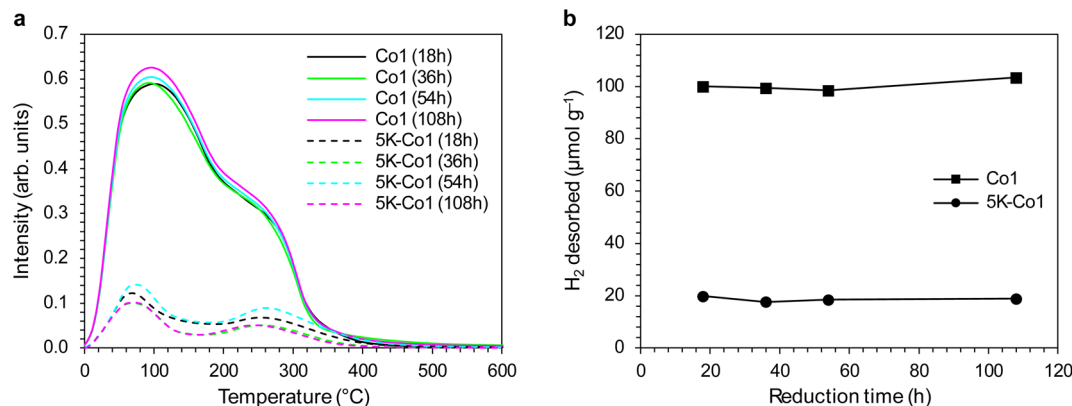 a
0.7
0.6
0.5
0.4
0.3
0.2
0.1
0.0
Intensity (arb. units)
0 100 200 300 400 500 600
Temperature (°C)
Co1 (18h)
Co1 (36h)
Co1 (54h)
Co1 (108h)
5K-Co1 (18h)
5K-Co1 (36h)
5K-Co1 (54h)
5K-Co1 (108h)
b
120
100
80
60
40
20
0
H₂ desorbed (μmol g⁻¹)
0 20 40 60 80 100 120
Reduction time (h)
Co1
5K-Co1